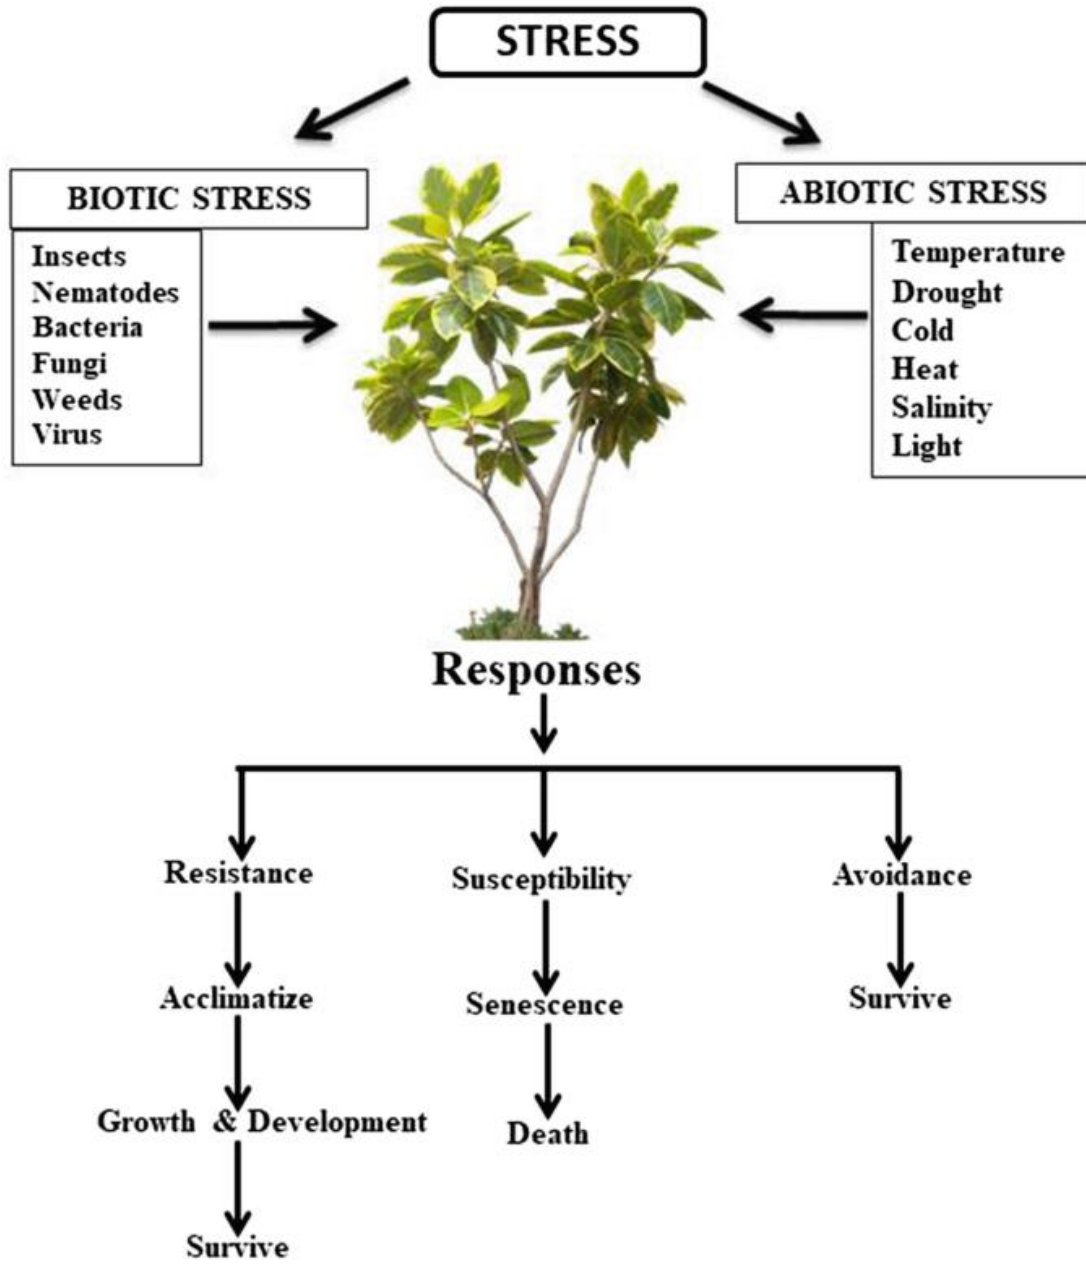 STRESS
BIOTIC STRESS
Insects
Nematodes
Bacteria
Fungi
Weeds
Virus
ABIOTIC STRESS
Temperature
Drought
Cold
Heat
Salinity
Light
Responses
Resistance
Acclimatize
Growth & Development
Survive
Susceptibility
Senescence
Death
Avoidance
Survive